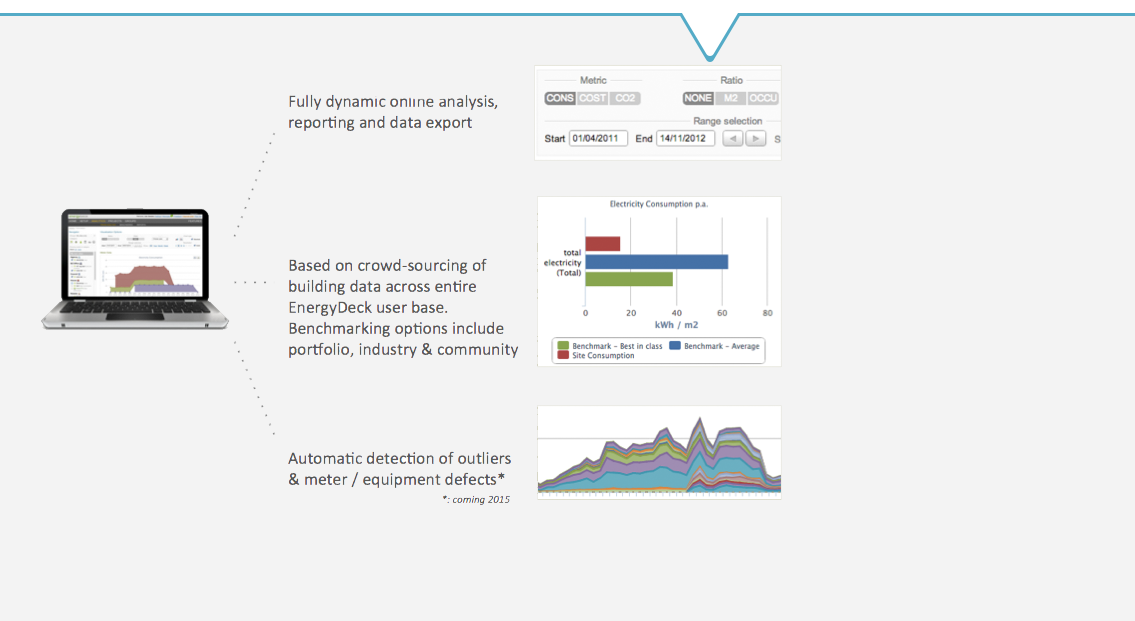 Fully dynamic online analysis,
reporting and data export
Metric
Ratio
CONS COST CO2
NONE M2 OCCU
Range selection
Start 01/04/2011 End 14/11/2012
Based on crowd-sourcing of
building data across entire
EnergyDeck user base.
Benchmarking options include
portfolio, industry & community
Electricity Consumption p.a.
total
electricity
(Total)
0 20 40 60 80
kWh / m2
Benchmark – Best in class Benchmark – Average
Site Consumption
Automatic detection of outliers
& meter / equipment defects*
*: coming 2015